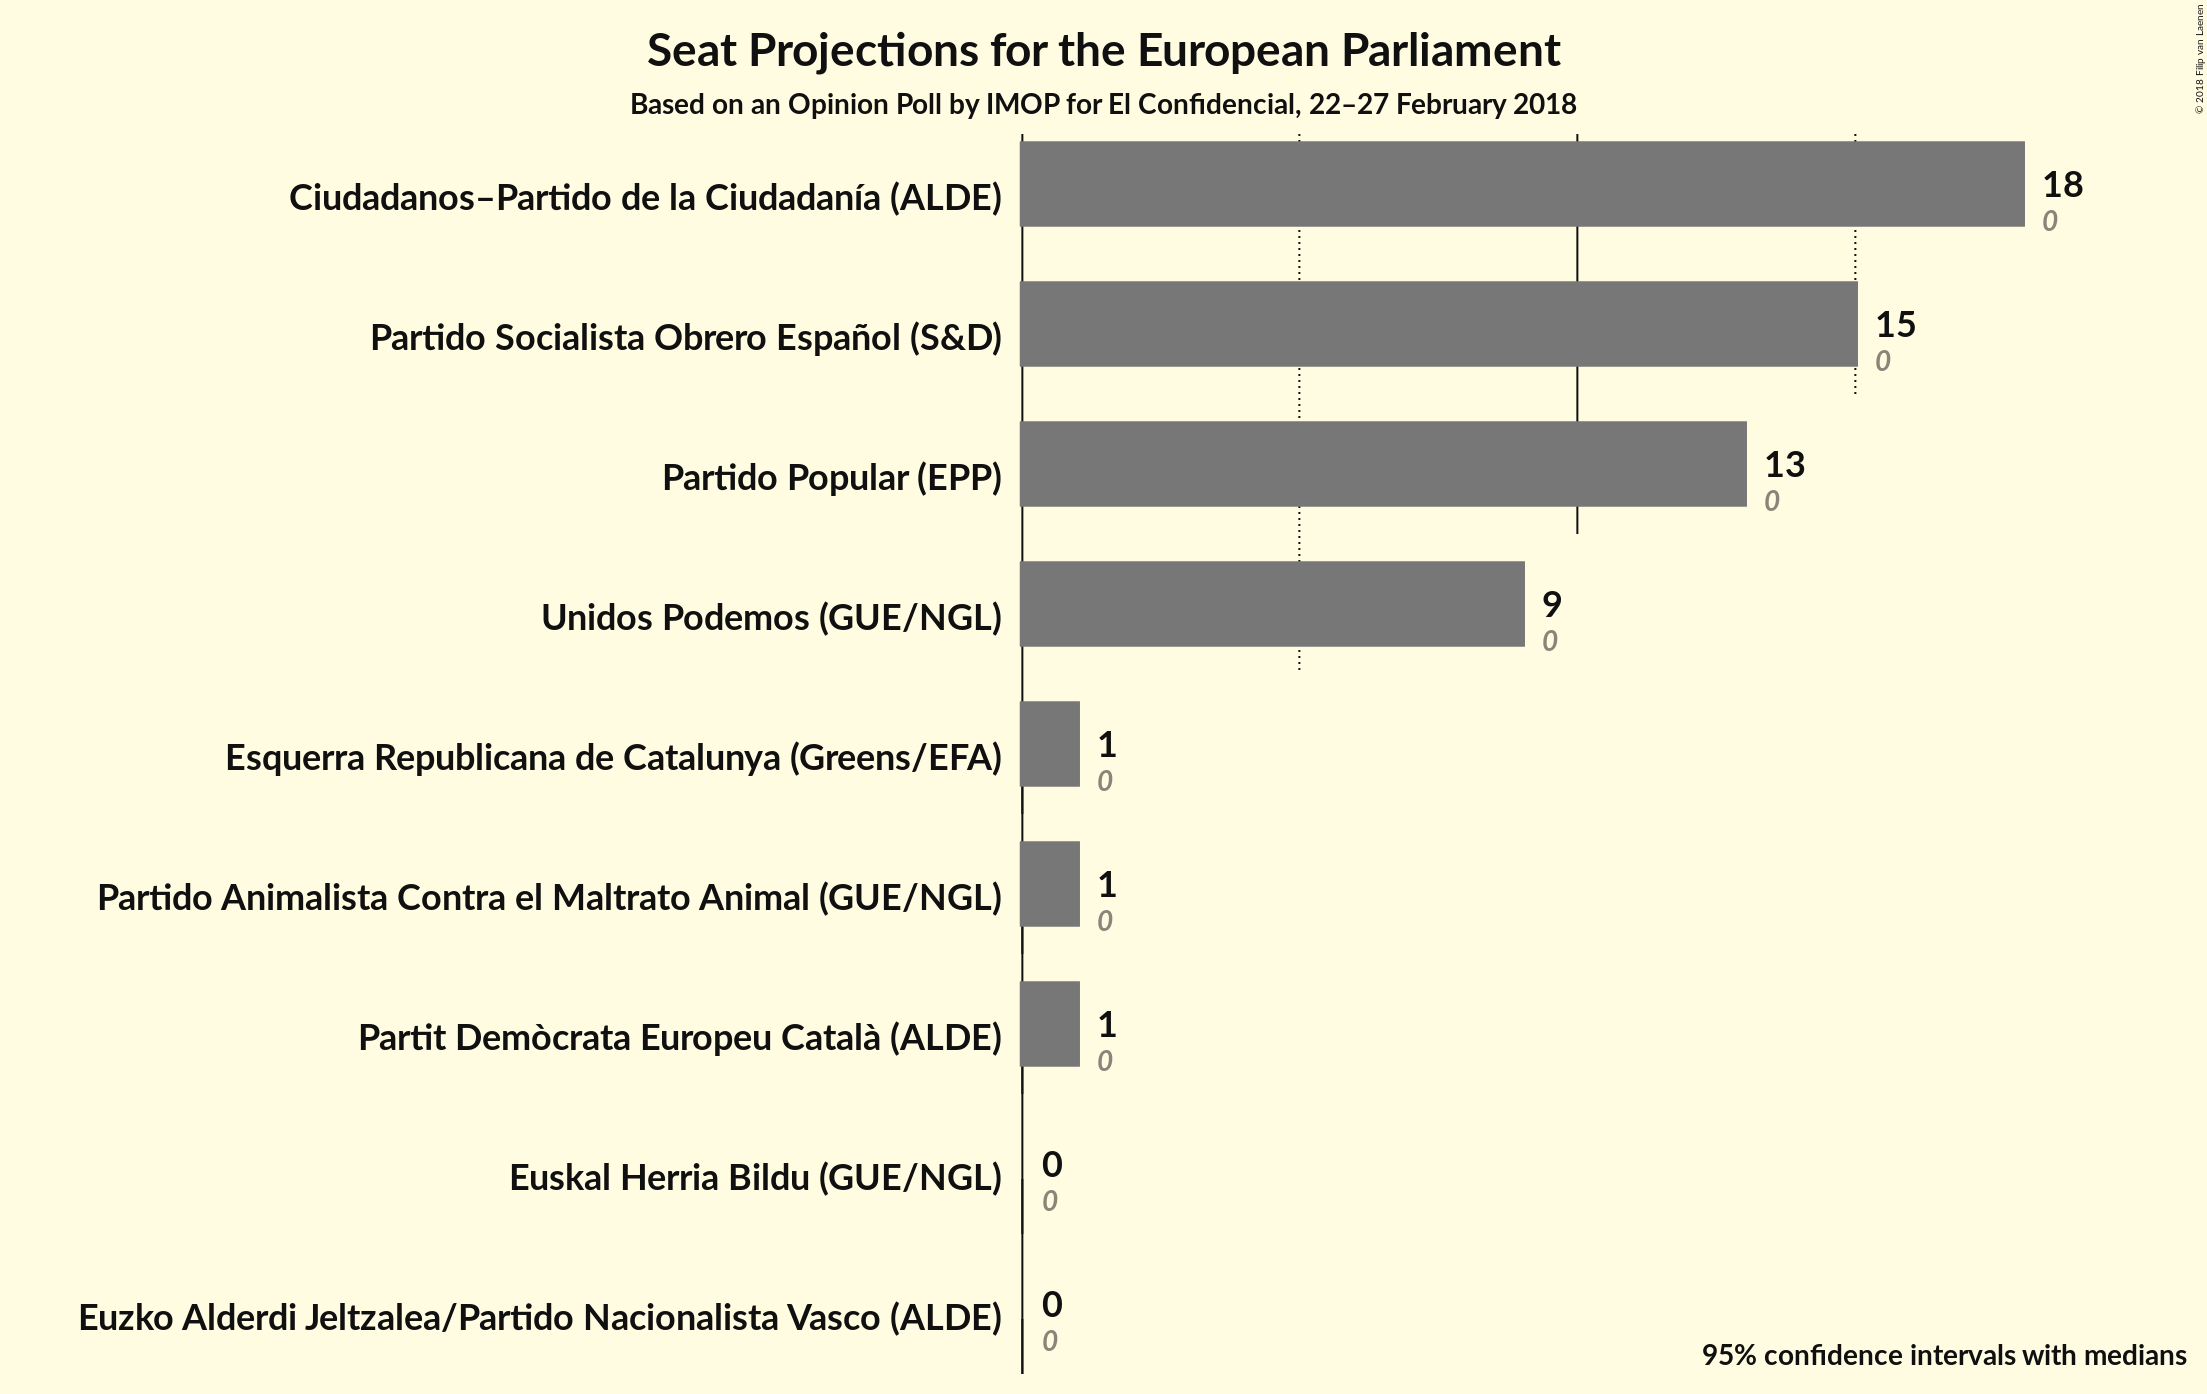 Seat Projections for the European Parliament
Based on an Opinion Poll by IMOP for El Confidencial, 22–27 February 2018
© 2018 Filip van Laenen
Ciudadanos–Partido de la Ciudadanía (ALDE)
18
0
Partido Socialista Obrero Español (S&D)
15
0
Partido Popular (EPP)
13
0
Unidos Podemos (GUE/NGL)
9
0
Esquerra Republicana de Catalunya (Greens/EFA)
1
0
Partido Animalista Contra el Maltrato Animal (GUE/NGL)
1
0
Partit Demòcrata Europeu Català (ALDE)
1
0
Euskal Herria Bildu (GUE/NGL)
0
0
Euzko Alderdi Jeltzalea/Partido Nacionalista Vasco (ALDE)
0
0
95% confidence intervals with medians